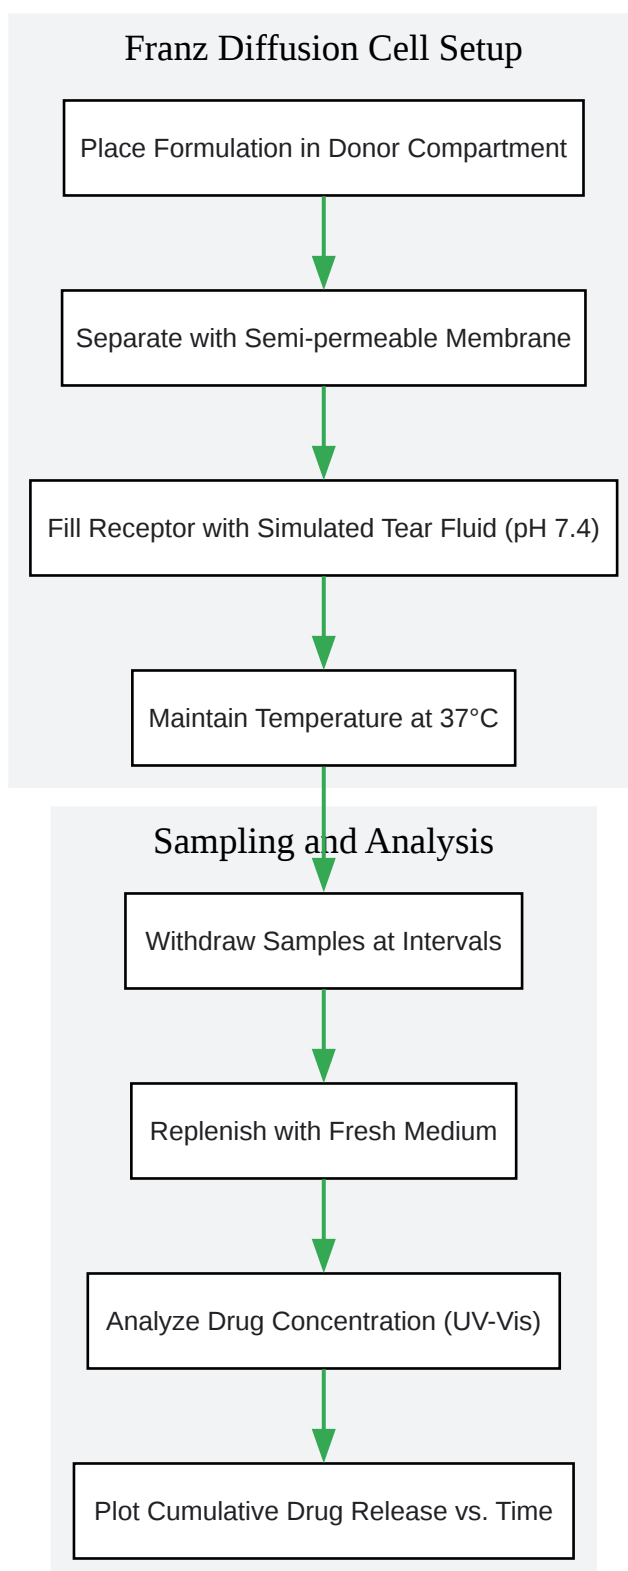 Franz Diffusion Cell Setup
Place Formulation in Donor Compartment
Separate with Semi-permeable Membrane
Fill Receptor with Simulated Tear Fluid (pH 7.4)
Maintain Temperature at 37°C
Sampling and Analysis
Withdraw Samples at Intervals
Replenish with Fresh Medium
Analyze Drug Concentration (UV-Vis)
Plot Cumulative Drug Release vs. Time